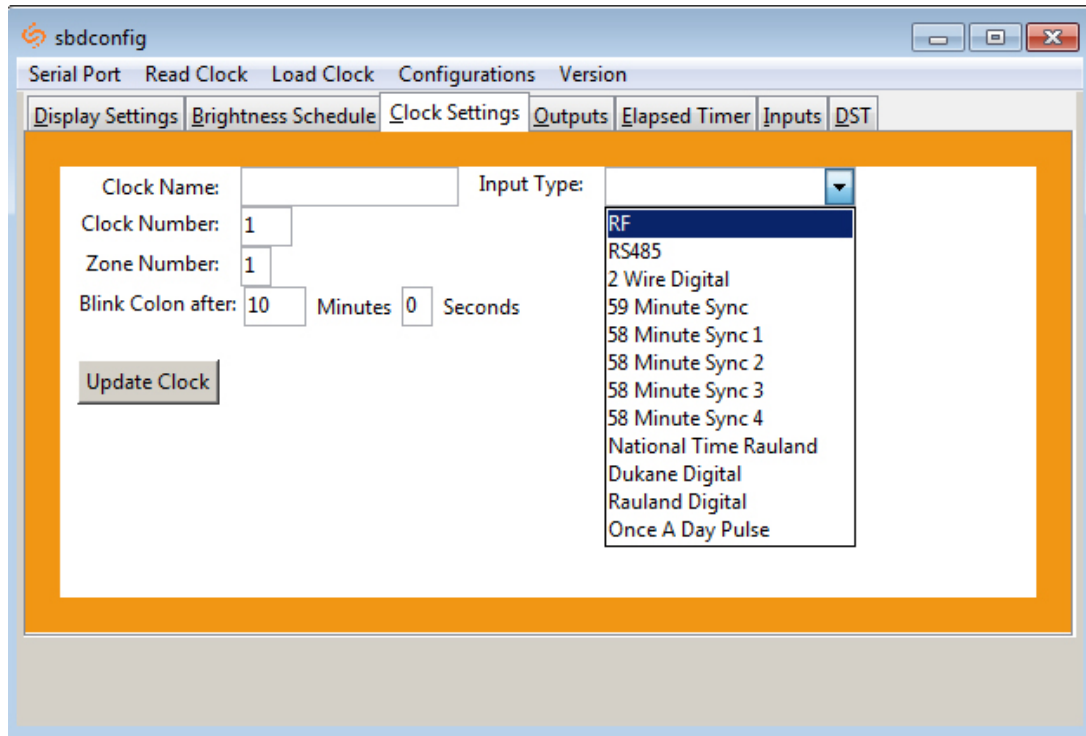 sbdconfig
Serial Port Read Clock Load Clock Configurations Version
Display Settings Brightness Schedule Clock Settings Outputs Elapsed Timer Inputs DST
Clock Name: Input Type:
Clock Number: 1
Zone Number: 1
Blink Colon after: 10 Minutes 0 Seconds
Update Clock
RF
RS485
2 Wire Digital
59 Minute Sync
58 Minute Sync 1
58 Minute Sync 2
58 Minute Sync 3
58 Minute Sync 4
National Time Rauland
Dukane Digital
Rauland Digital
Once A Day Pulse